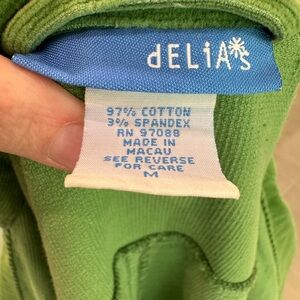 dELiA*s
97% COTTON
3% SPANDEX
RN 97088
MADE IN
MACAU
SEE REVERSE
FOR CARE
M